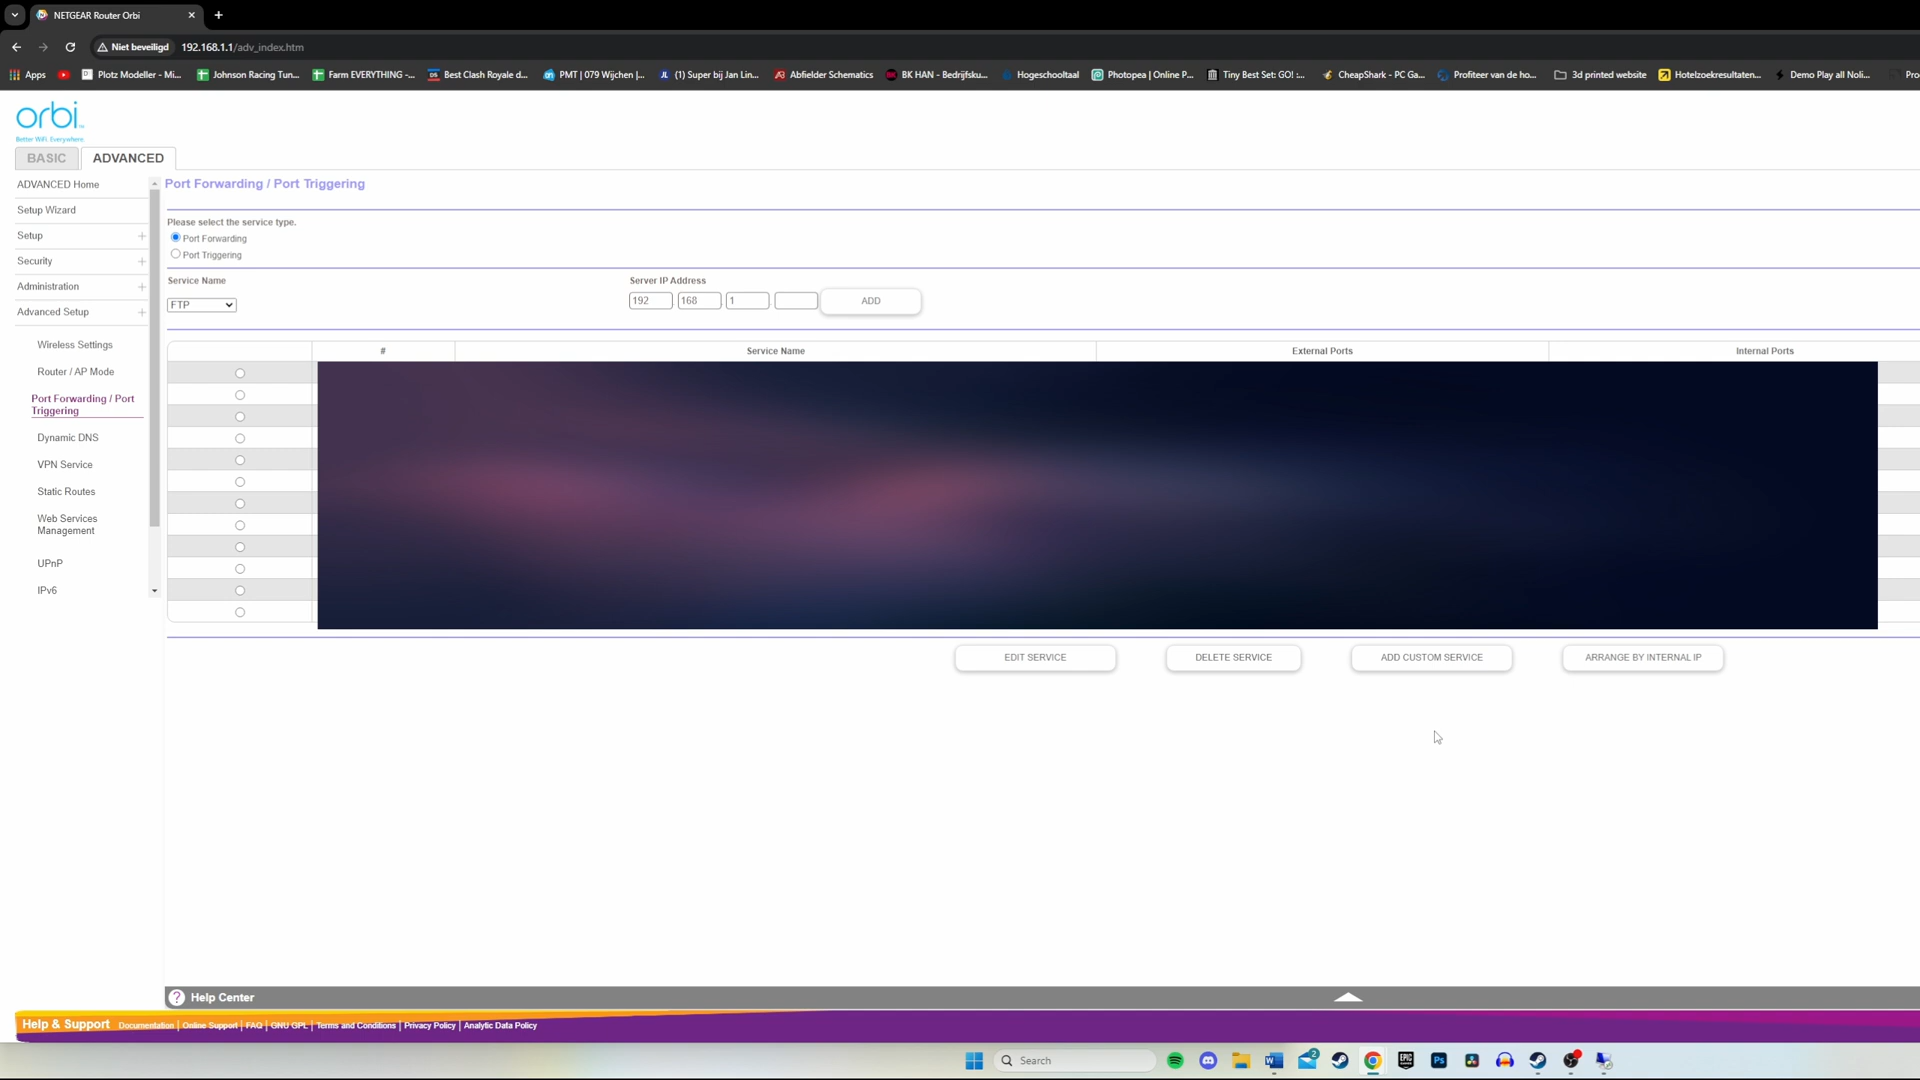 NETGEAR Router Orbi
Niet beveiligd 192.168.1.1/adv_index.htm
Apps Plotz Modeller - Mi... Johnson Racing Tun... Farm EVERYTHING -... Best Clash Royale d... PMT | 079 Wijchen |... (1) Super bij Jan Lin... Abfielder Schematics BK HAN - Bedrijfsku... Hogeschooltaal Photopea | Online P... Tiny Best Set: GO! :... CheapShark - PC Ga... Profiteer van de ho... 3d printed website Hotelzoekresultaten... Demo Play all Noli... Pro
orbi
Better WiFi. Everywhere.
BASIC ADVANCED
ADVANCED Home
Setup Wizard
Setup
Security
Administration
Advanced Setup
Wireless Settings
Router / AP Mode
Port Forwarding / Port
Triggering
Dynamic DNS
VPN Service
Static Routes
Web Services
Management
UPnP
IPv6
Port Forwarding / Port Triggering
Please select the service type.
Port Forwarding
Port Triggering
Service Name Server IP Address
FTP 192 168 1 ADD
# Service Name External Ports Internal Ports
EDIT SERVICE DELETE SERVICE ADD CUSTOM SERVICE ARRANGE BY INTERNAL IP
? Help Center
Help & Support Documentation | Online Support | FAQ | GNU GPL | Terms and Conditions | Privacy Policy | Analytic Data Policy
Search